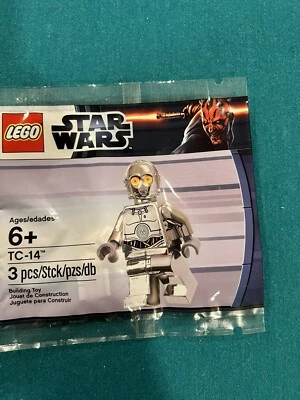 LEGO
STAR
WARS
Ages/edades
6+
TC-14™
3 pcs/Stck/pzs/db
Building Toy
Jouet de Construction
Juguete para Construir